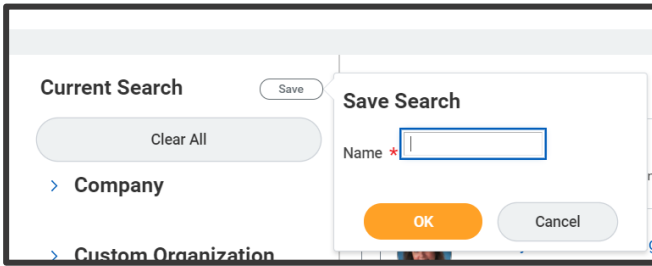 Current Search
Save
Clear All
Company
Custom Organization
Save Search
Name *
OK
Cancel